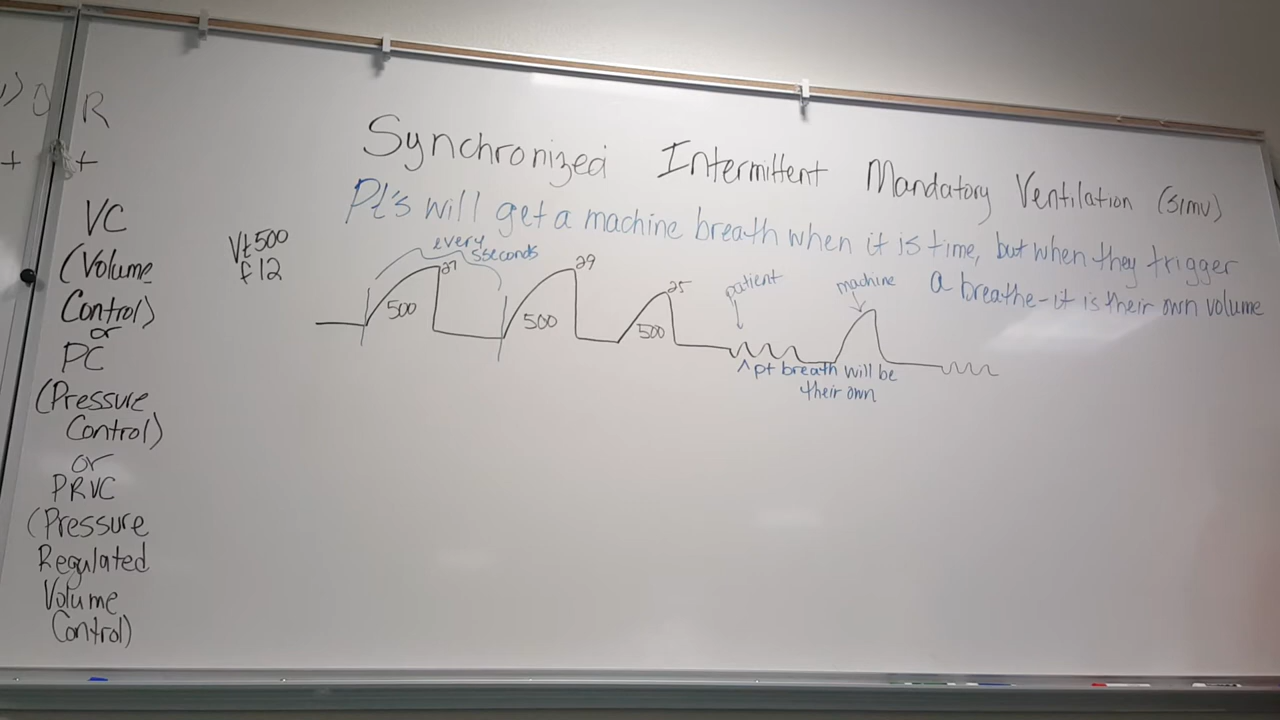 R
+
+
VC
(Volume
Control)
or
PC
(Pressure
Control)
or
PRVC
(Pressure
Regulated
Volume
Control)
Vt 500
f 12
Synchronized Intermittent Mandatory Ventilation (SIMV)
Pt's will get a machine breath when it is time, but when they trigger
a breathe-it is their own volume
every
5seconds
27
500
29
500
25
500
patient
machine
^ pt breath will be
their own